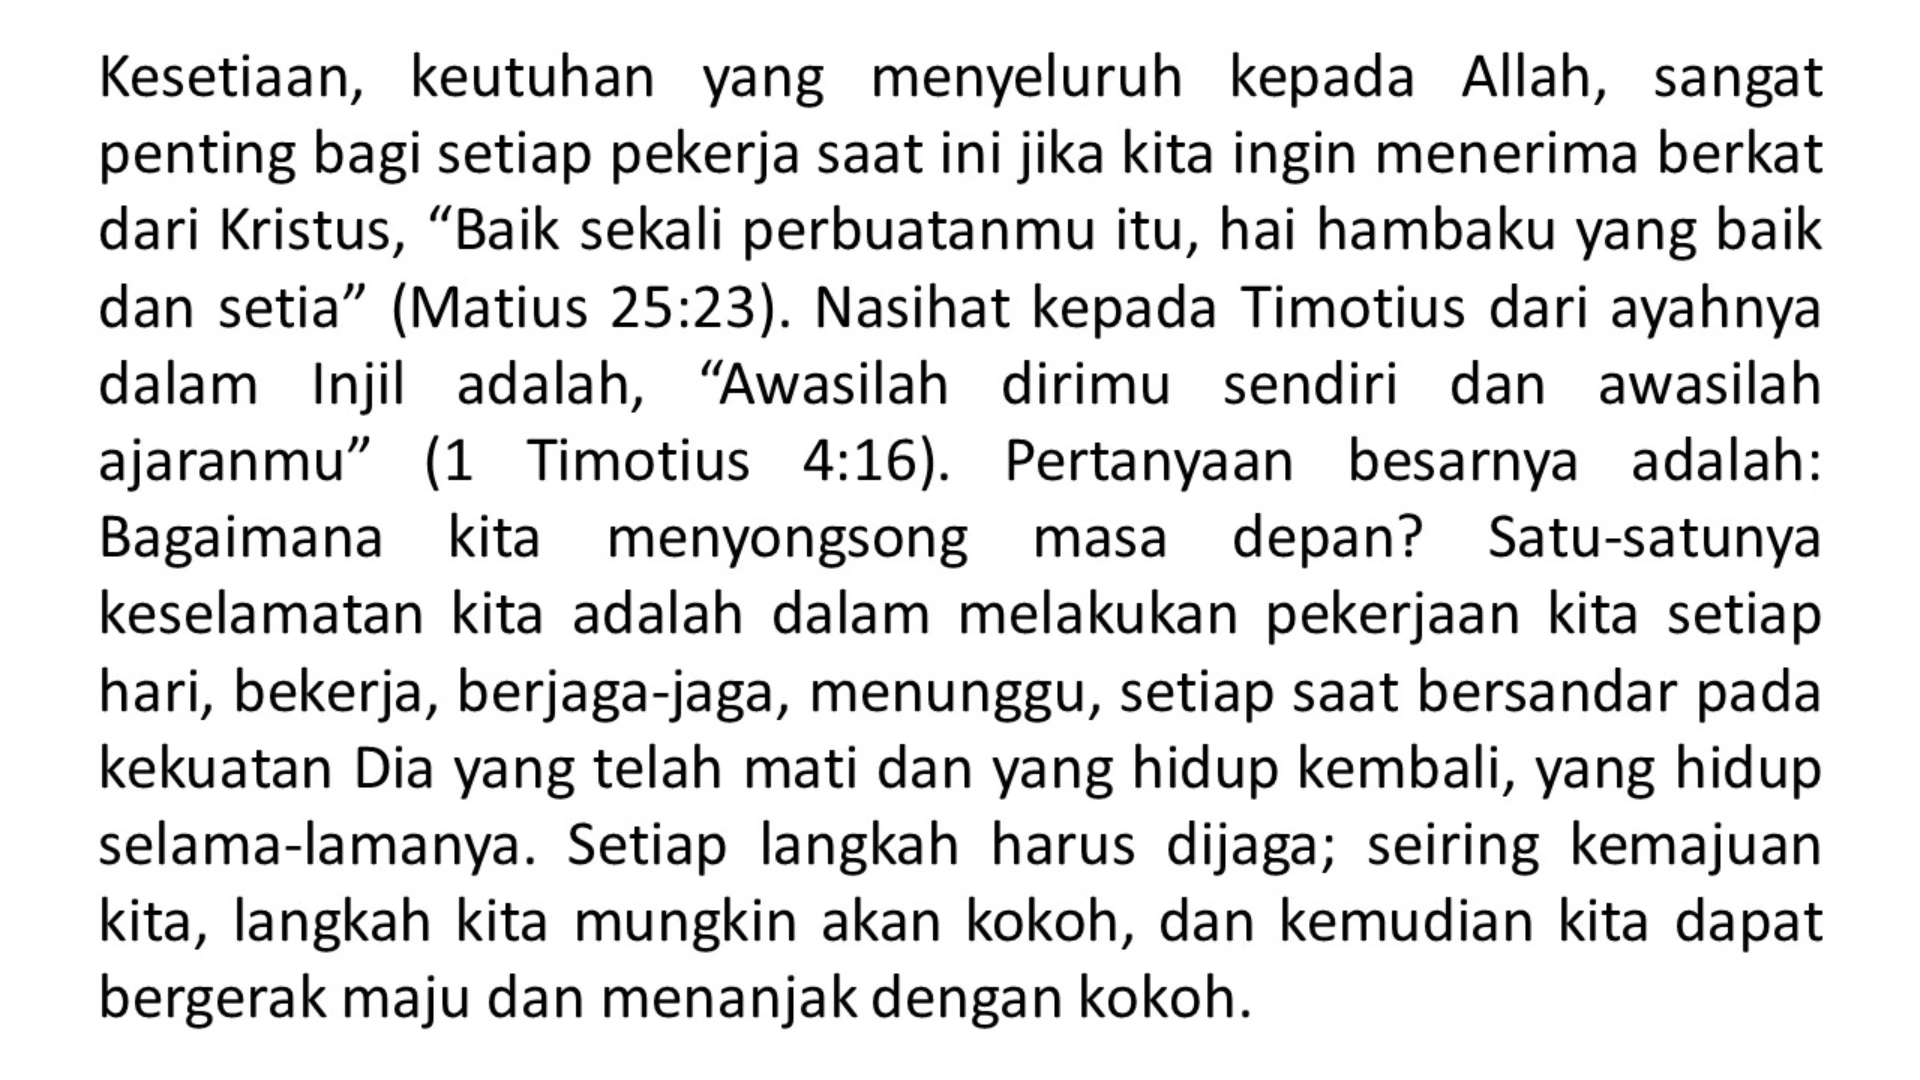 Kesetiaan, keutuhan yang menyeluruh kepada Allah, sangat
penting bagi setiap pekerja saat ini jika kita ingin menerima berkat
dari Kristus, “Baik sekali perbuatanmu itu, hai hambaku yang baik
dan setia” (Matius 25:23). Nasihat kepada Timotius dari ayahnya
dalam Injil adalah, “Awasilah dirimu sendiri dan awasilah
ajaranmu” (1 Timotius 4:16). Pertanyaan besarnya adalah:
Bagaimana kita menyongsong masa depan? Satu-satunya
keselamatan kita adalah dalam melakukan pekerjaan kita setiap
hari, bekerja, berjaga-jaga, menunggu, setiap saat bersandar pada
kekuatan Dia yang telah mati dan yang hidup kembali, yang hidup
selama-lamanya. Setiap langkah harus dijaga; seiring kemajuan
kita, langkah kita mungkin akan kokoh, dan kemudian kita dapat
bergerak maju dan menanjak dengan kokoh.